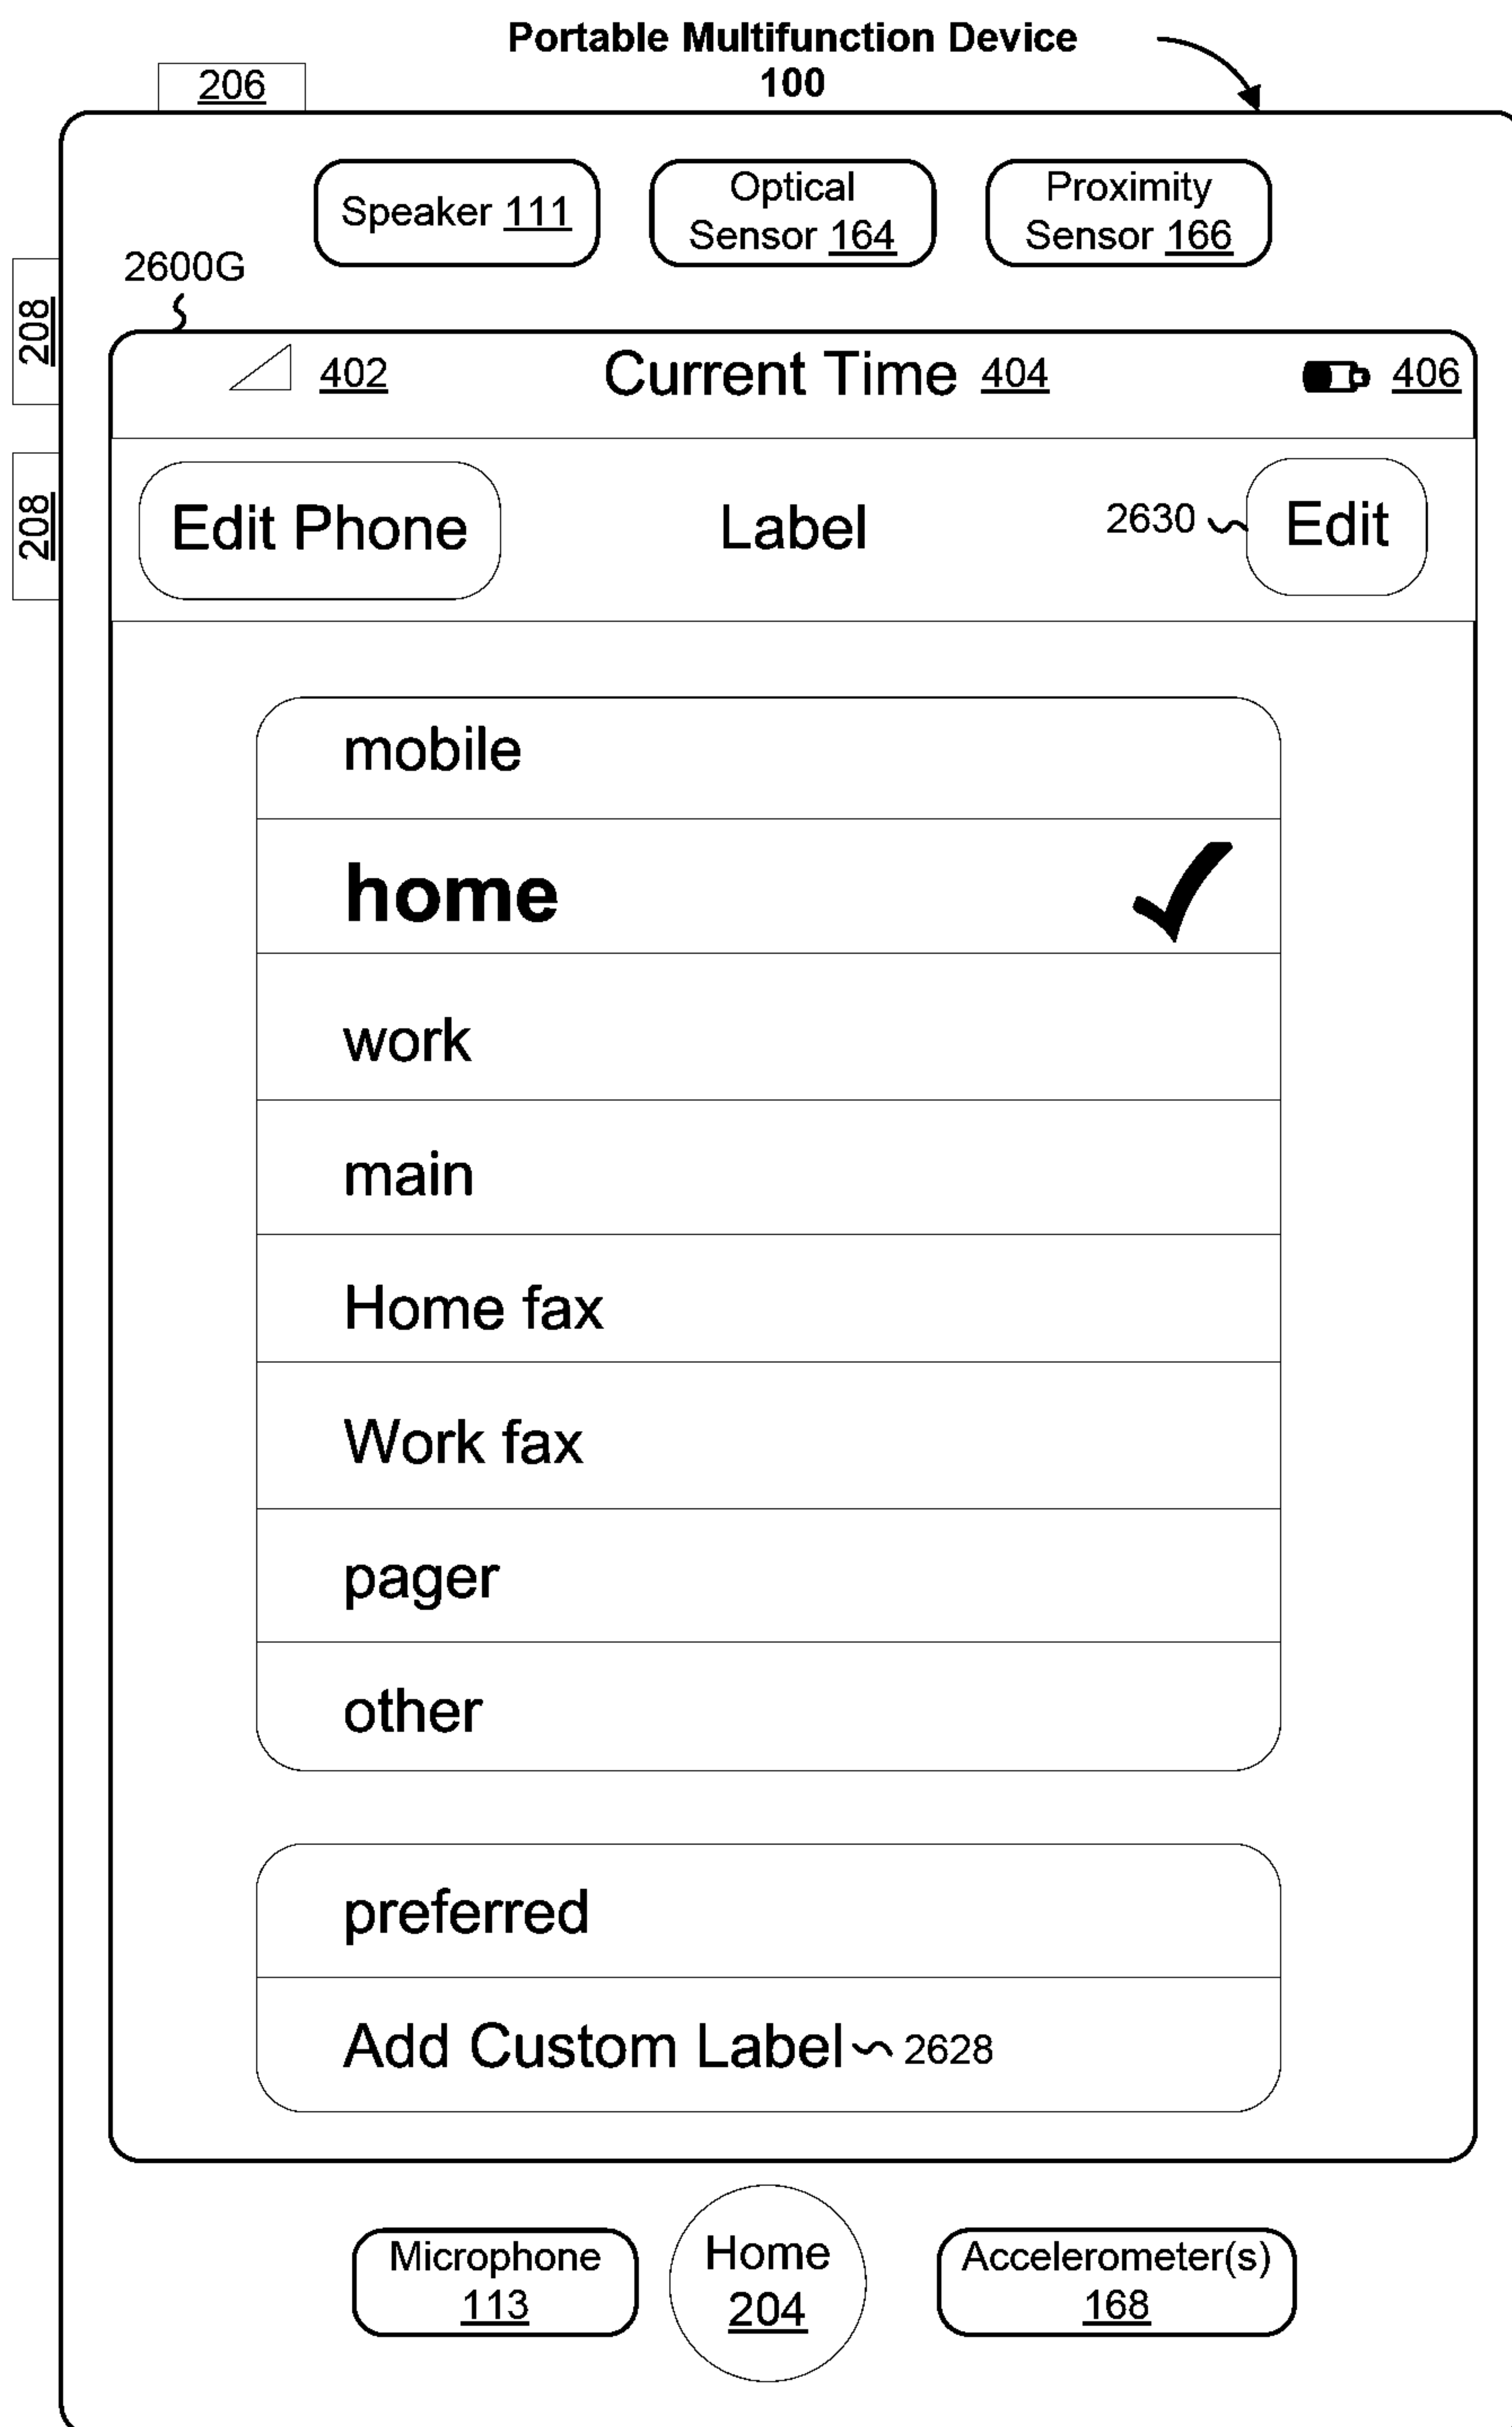 Portable Multifunction Device
100
206
Speaker 111
Optical
Sensor 164
Proximity
Sensor 166
2600G
208
402
Current Time 404
406
208
Edit Phone
Label
2630
Edit
mobile
home
work
main
Home fax
Work fax
pager
other
preferred
Add Custom Label
2628
Microphone
113
Home
204
Accelerometer(s)
168